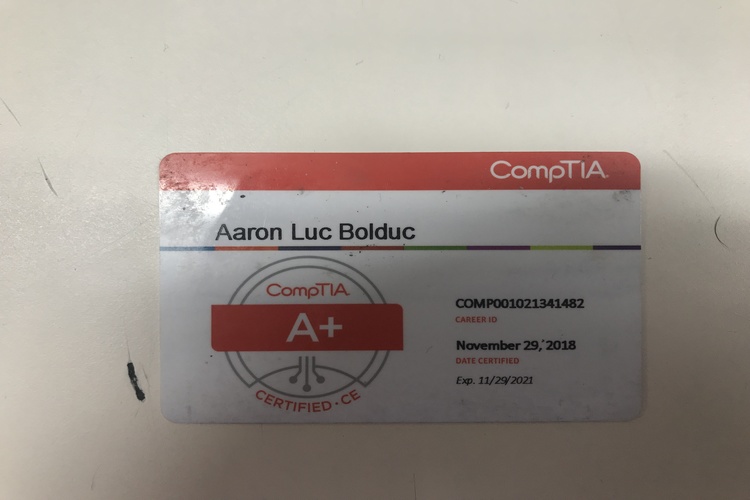 CompTIA.
Aaron Luc Bolduc
CompTIA.
A+
CERTIFIED • CE
COMP001021341482
CAREER ID
November 29, 2018
DATE CERTIFIED
Exp. 11/29/2021